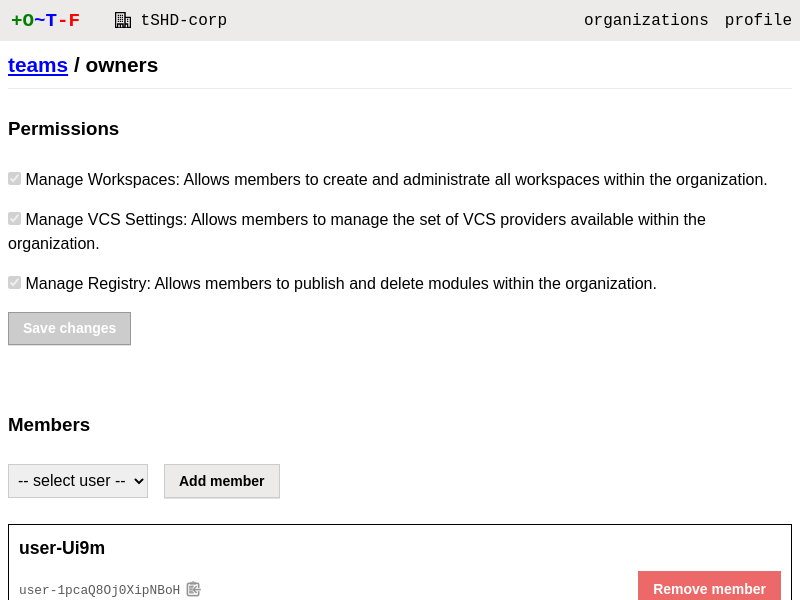 +O~T-F tSHD-corp organizations profile
teams / owners
Permissions
Manage Workspaces: Allows members to create and administrate all workspaces within the organization.
Manage VCS Settings: Allows members to manage the set of VCS providers available within the
organization.
Manage Registry: Allows members to publish and delete modules within the organization.
Save changes
Members
-- select user -- Add member
user-Ui9m
user-1pcaQ8Oj0XipNBoH Remove member